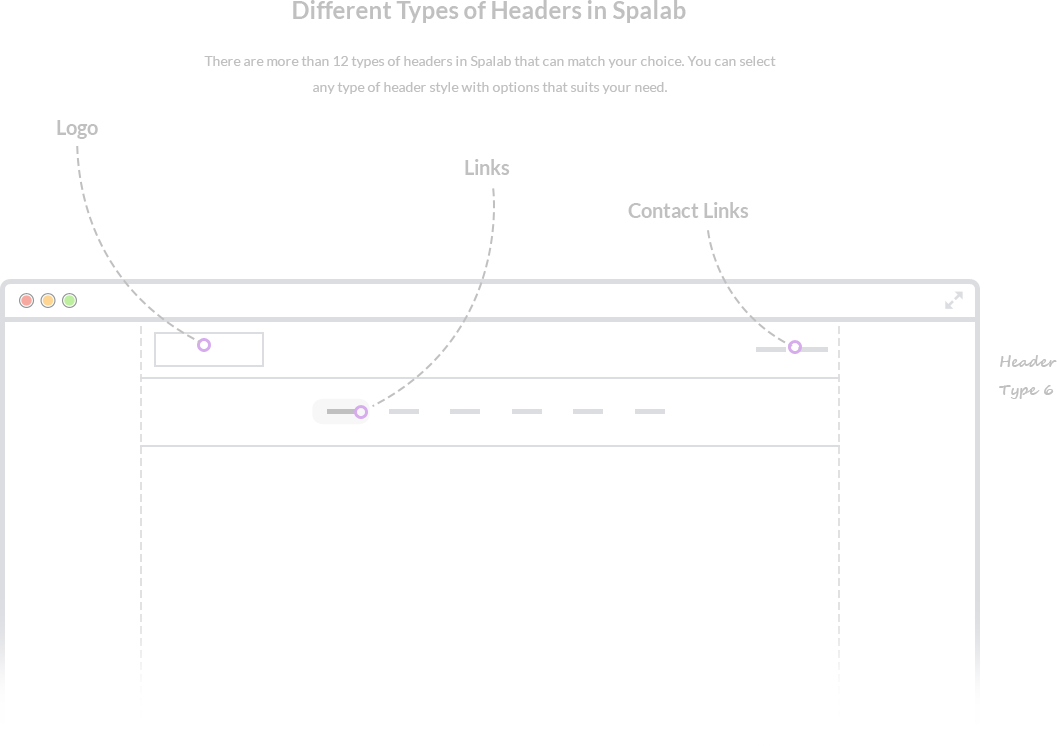 Different Types of Headers in Spalab
There are more than 12 types of headers in Spalab that can match your choice. You can select
any type of header style with options that suits your need.
Logo
Links
Contact Links
Header
Type 6